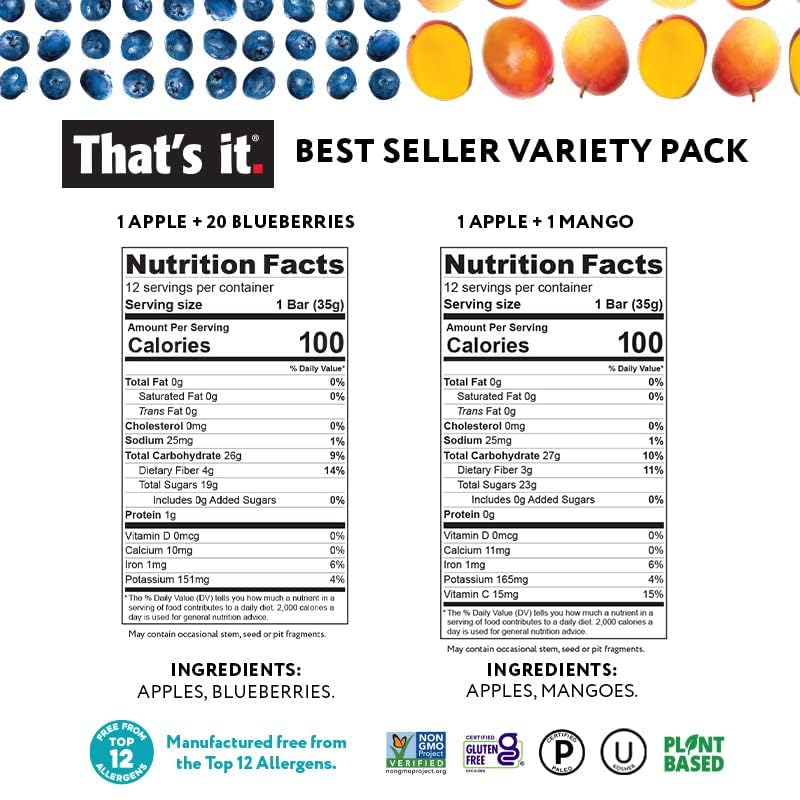 That's it.®
BEST SELLER VARIETY PACK
1 APPLE + 20 BLUEBERRIES
Nutrition Facts
12 servings per container
Serving size 1 Bar (35g)
Amount Per Serving
Calories 100
% Daily Value*
Total Fat 0g 0%
Saturated Fat 0g 0%
Trans Fat 0g
Cholesterol 0mg 0%
Sodium 25mg 1%
Total Carbohydrate 26g 9%
Dietary Fiber 4g 14%
Total Sugars 19g
Includes 0g Added Sugars 0%
Protein 1g
Vitamin D 0mcg 0%
Calcium 10mg 0%
Iron 1mg 6%
Potassium 151mg 4%
*The % Daily Value (DV) tells you how much a nutrient in a
serving of food contributes to a daily diet. 2,000 calories a
day is used for general nutrition advice.
May contain occasional stem, seed or pit fragments.
INGREDIENTS:
APPLES, BLUEBERRIES.
1 APPLE + 1 MANGO
Nutrition Facts
12 servings per container
Serving size 1 Bar (35g)
Amount Per Serving
Calories 100
% Daily Value*
Total Fat 0g 0%
Saturated Fat 0g 0%
Trans Fat 0g
Cholesterol 0mg 0%
Sodium 25mg 1%
Total Carbohydrate 27g 10%
Dietary Fiber 3g 11%
Total Sugars 23g
Includes 0g Added Sugars 0%
Protein 0g
Vitamin D 0mcg 0%
Calcium 11mg 0%
Iron 1mg 6%
Potassium 165mg 4%
Vitamin C 15mg 15%
*The % Daily Value (DV) tells you how much a nutrient in a
serving of food contributes to a daily diet. 2,000 calories a
day is used for general nutrition advice.
May contain occasional stem, seed or pit fragments.
INGREDIENTS:
APPLES, MANGOES.
FREE FROM
TOP
12
ALLERGENS
Manufactured free from
the Top 12 Allergens.
NON
GMO
Project
VERIFIED
nongmoproject.org
CERTIFIED
GLUTEN
FREE
g
®
GFCO.ORG
CERTIFIED
P
PALEO
U
KOSHER
PLANT
BASED